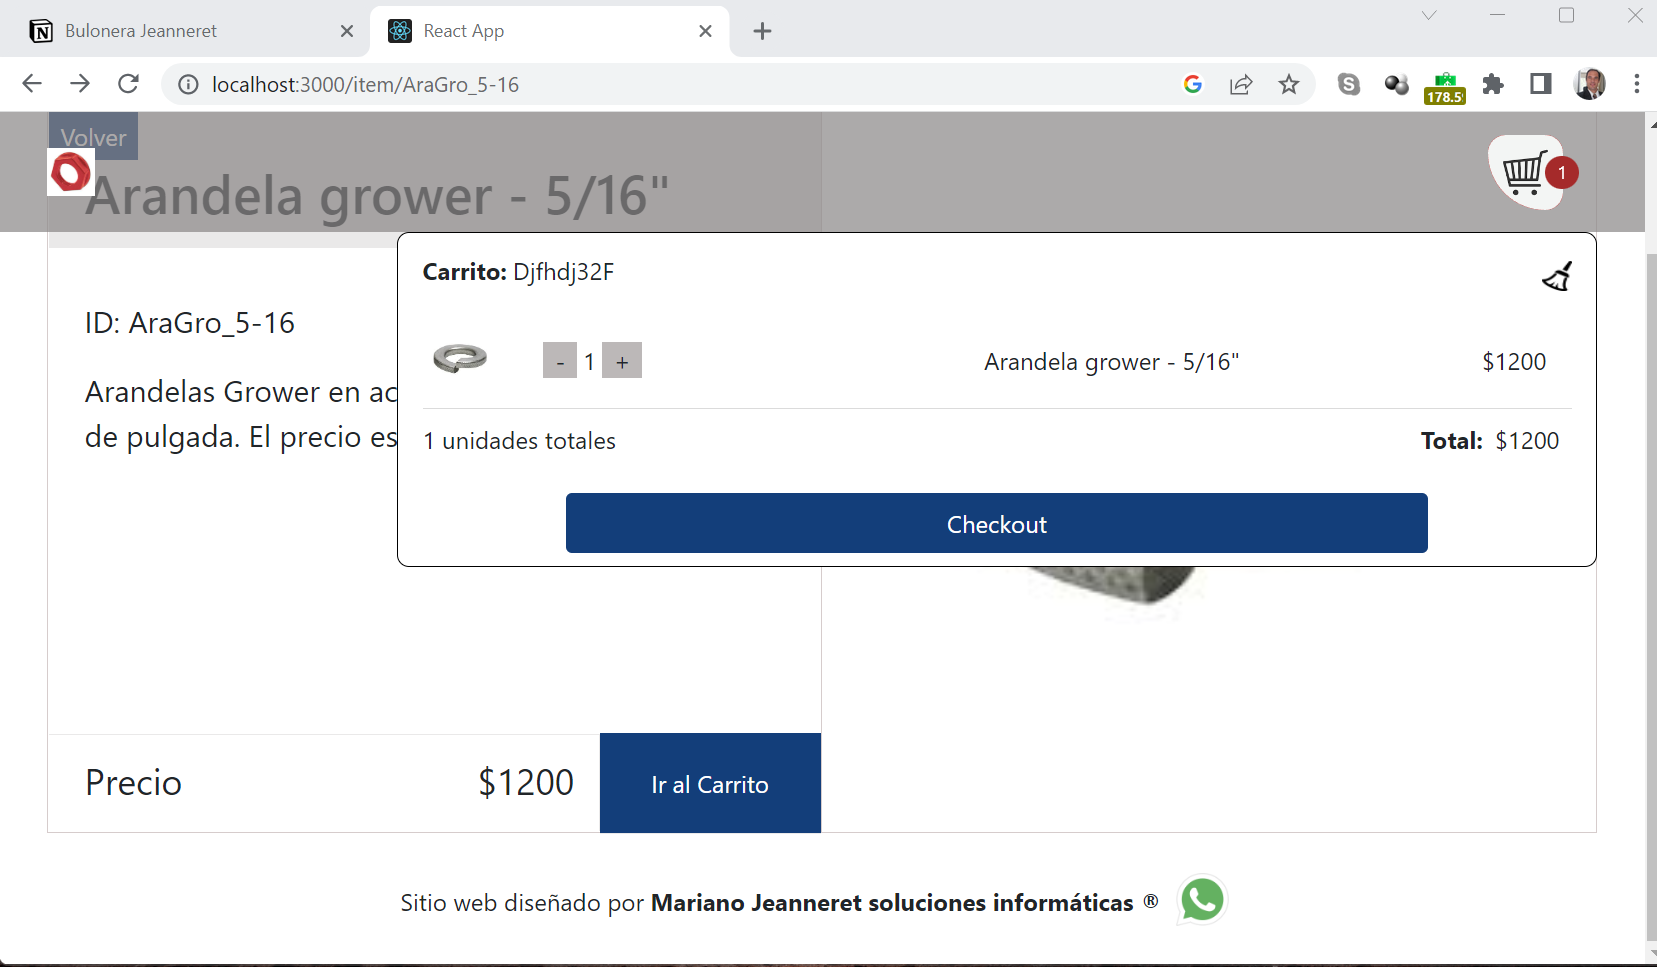 Bulonera Jeanneret
React App
localhost:3000/item/AraGro_5-16
178.5
Volver
Arandela grower - 5/16"
1
Carrito: Djfhdj32F
ID: AraGro_5-16
- 1 +
Arandela grower - 5/16"
$1200
Arandelas Grower en ac
de pulgada. El precio es
1 unidades totales
Total: $1200
Checkout
Precio
$1200
Ir al Carrito
Sitio web diseñado por Mariano Jeanneret soluciones informáticas ®